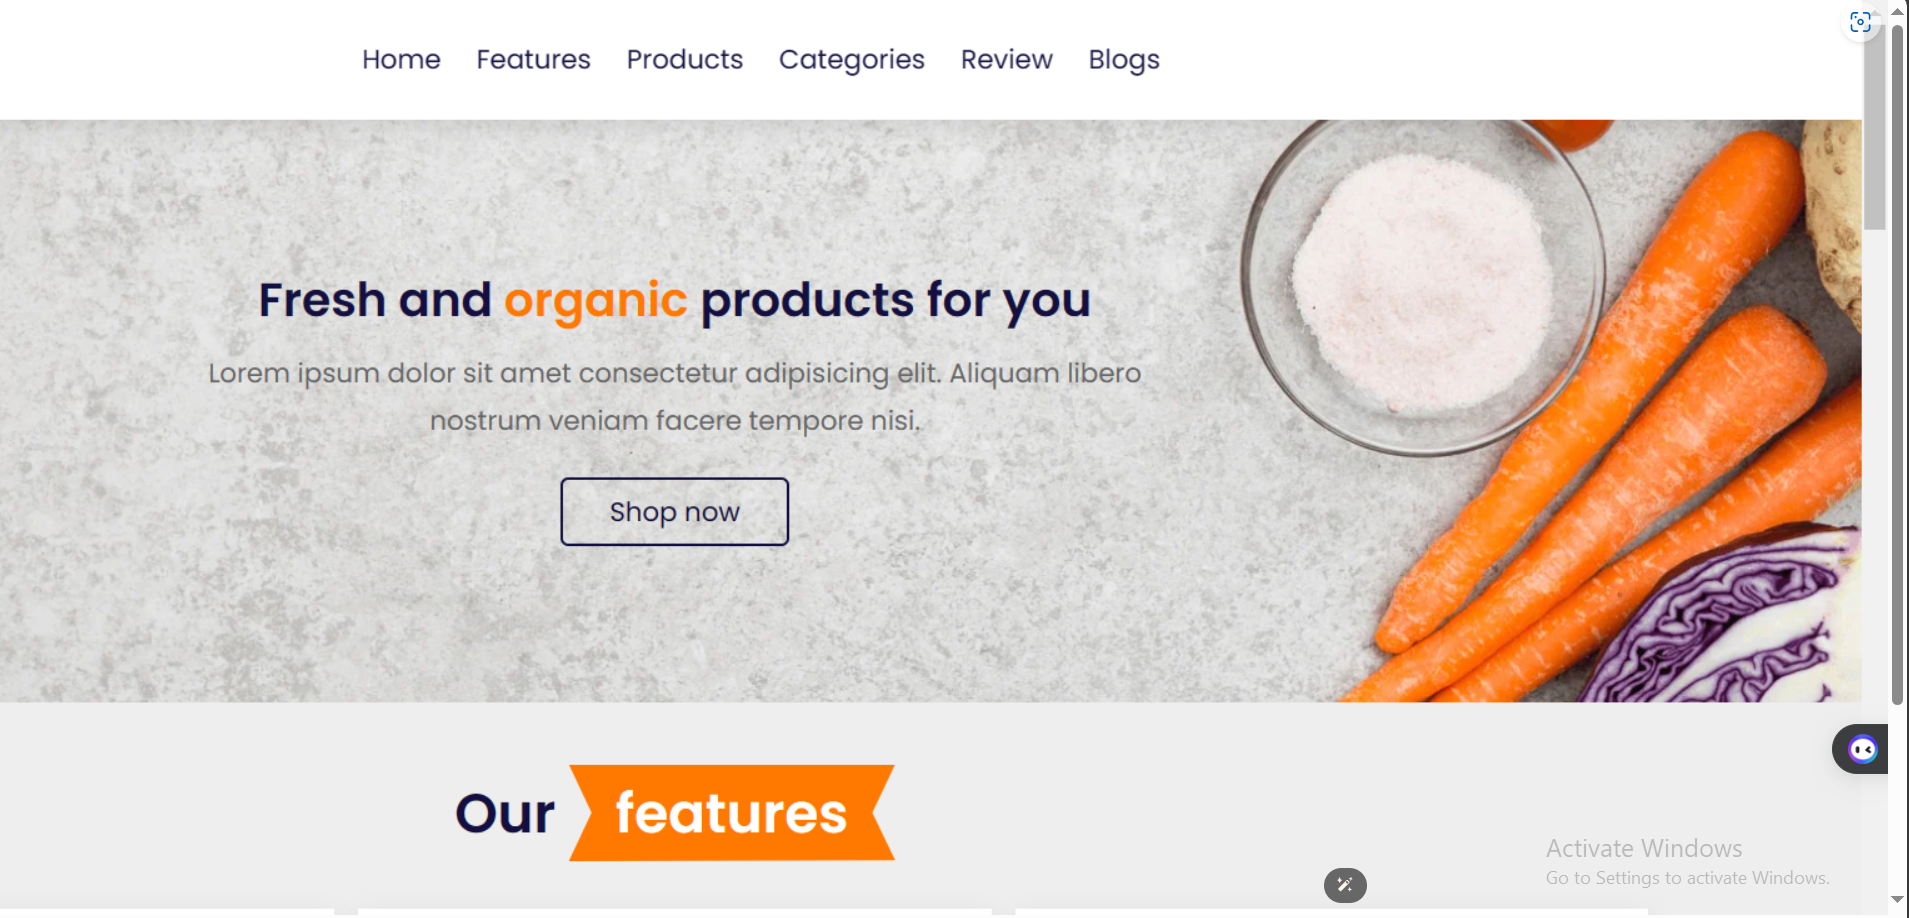 Home Features Products Categories Review Blogs
Fresh and organic products for you
Lorem ipsum dolor sit amet consectetur adipisicing elit. Aliquam libero
nostrum veniam facere tempore nisi.
Shop now
Our features
Activate Windows
Go to Settings to activate Windows.